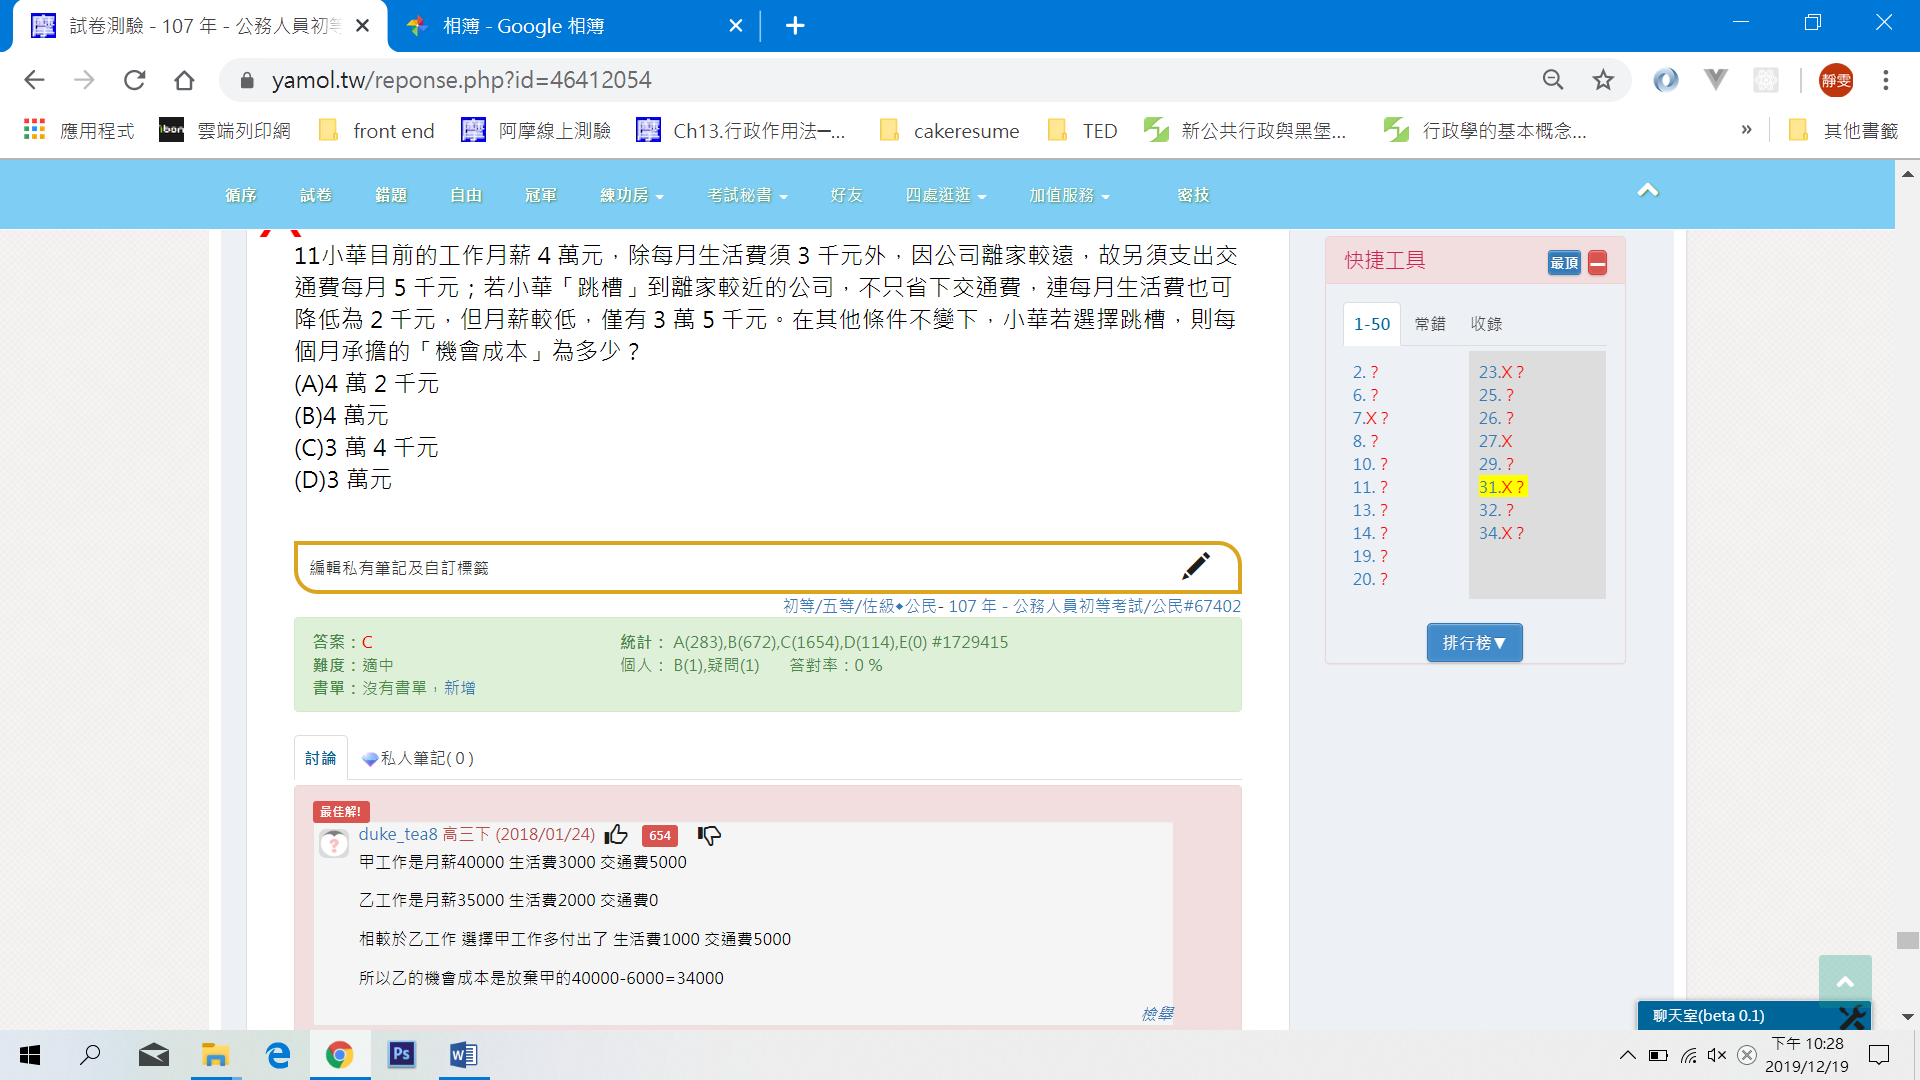 試卷測驗 - 107 年 - 公務人員初等
相簿 - Google 相簿
yamol.tw/reponse.php?id=46412054
靜雯
應用程式
ibon
雲端列印網
front end
摩
阿摩線上測驗
摩
Ch13.行政作用法─...
cakeresume
TED
新公共行政與黑堡...
行政學的基本概念...
»
其他書籤
循序
試卷
錯題
自由
冠軍
練功房
考試秘書
好友
四處逛逛
加值服務
密技
11小華目前的工作月薪 4 萬元，除每月生活費須 3 千元外，因公司離家較遠，故另須支出交
通費每月 5 千元；若小華「跳槽」到離家較近的公司，不只省下交通費，連每月生活費也可
降低為 2 千元，但月薪較低，僅有 3 萬 5 千元。在其他條件不變下，小華若選擇跳槽，則每
個月承擔的「機會成本」為多少？
(A)4 萬 2 千元
(B)4 萬元
(C)3 萬 4 千元
(D)3 萬元
編輯私有筆記及自訂標籤
初等/五等/佐級◆公民- 107 年 - 公務人員初等考試/公民#67402
答案：C
難度：適中
書單：沒有書單，新增
統計： A(283),B(672),C(1654),D(114),E(0) #1729415
個人： B(1),疑問(1) 答對率：0 %
討論
私人筆記( 0 )
最佳解!
duke_tea8 高三下 (2018/01/24) 654
甲工作是月薪40000 生活費3000 交通費5000
乙工作是月薪35000 生活費2000 交通費0
相較於乙工作 選擇甲工作多付出了 生活費1000 交通費5000
所以乙的機會成本是放棄甲的40000-6000=34000
檢舉
快捷工具
最頂
1-50
常錯
收錄
2. ?
6. ?
7.X ?
8. ?
10. ?
11. ?
13. ?
14. ?
19. ?
20. ?
23.X ?
25. ?
26. ?
27.X
29. ?
31.X ?
32. ?
34.X ?
排行榜▼
聊天室(beta 0.1)
下午 10:28
2019/12/19